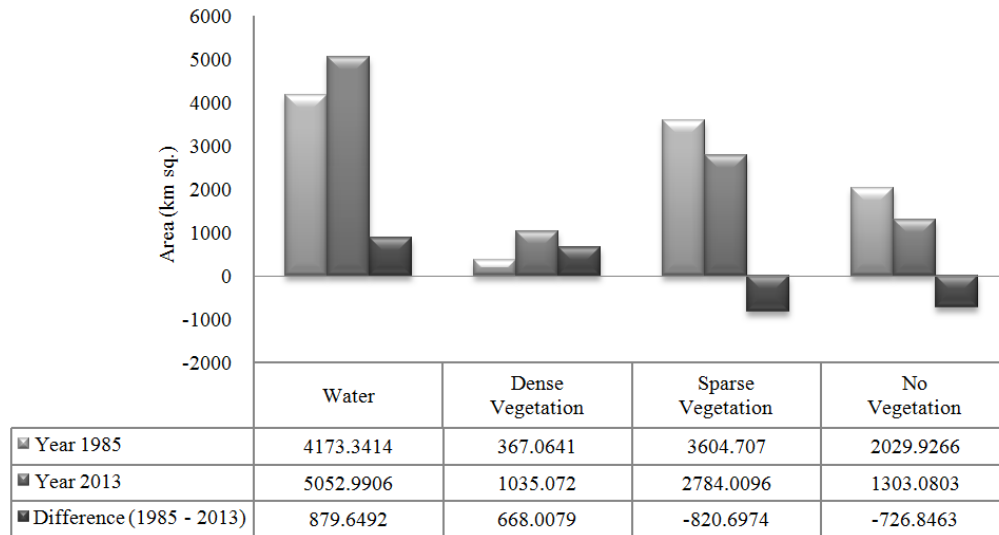 6000
5000
4000
3000
2000
1000
0
-1000
-2000
Area (km sq.)
Water Dense Vegetation Sparse Vegetation No Vegetation
Year 1985 4173.3414 367.0641 3604.707 2029.9266
Year 2013 5052.9906 1035.072 2784.0096 1303.0803
Difference (1985 - 2013) 879.6492 668.0079 -820.6974 -726.8463